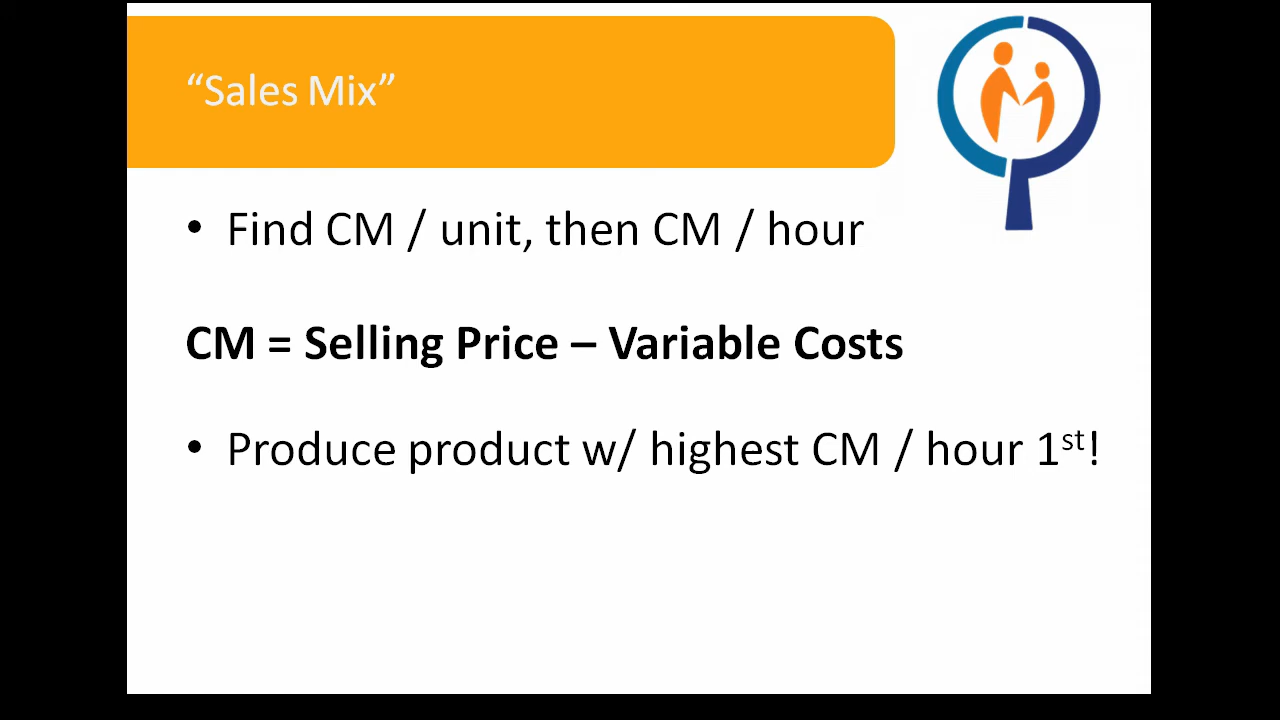 “Sales Mix”
• Find CM / unit, then CM / hour
CM = Selling Price – Variable Costs
• Produce product w/ highest CM / hour 1st!